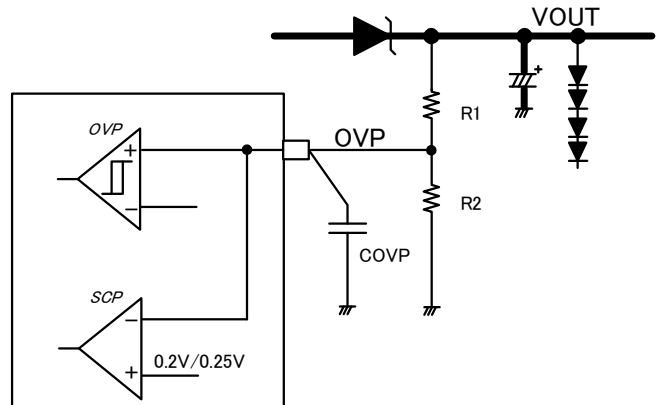 VOUT
OVP
+
R1
+
OVP
−
R2
COVP
SCP
−
0.2V/0.25V
+